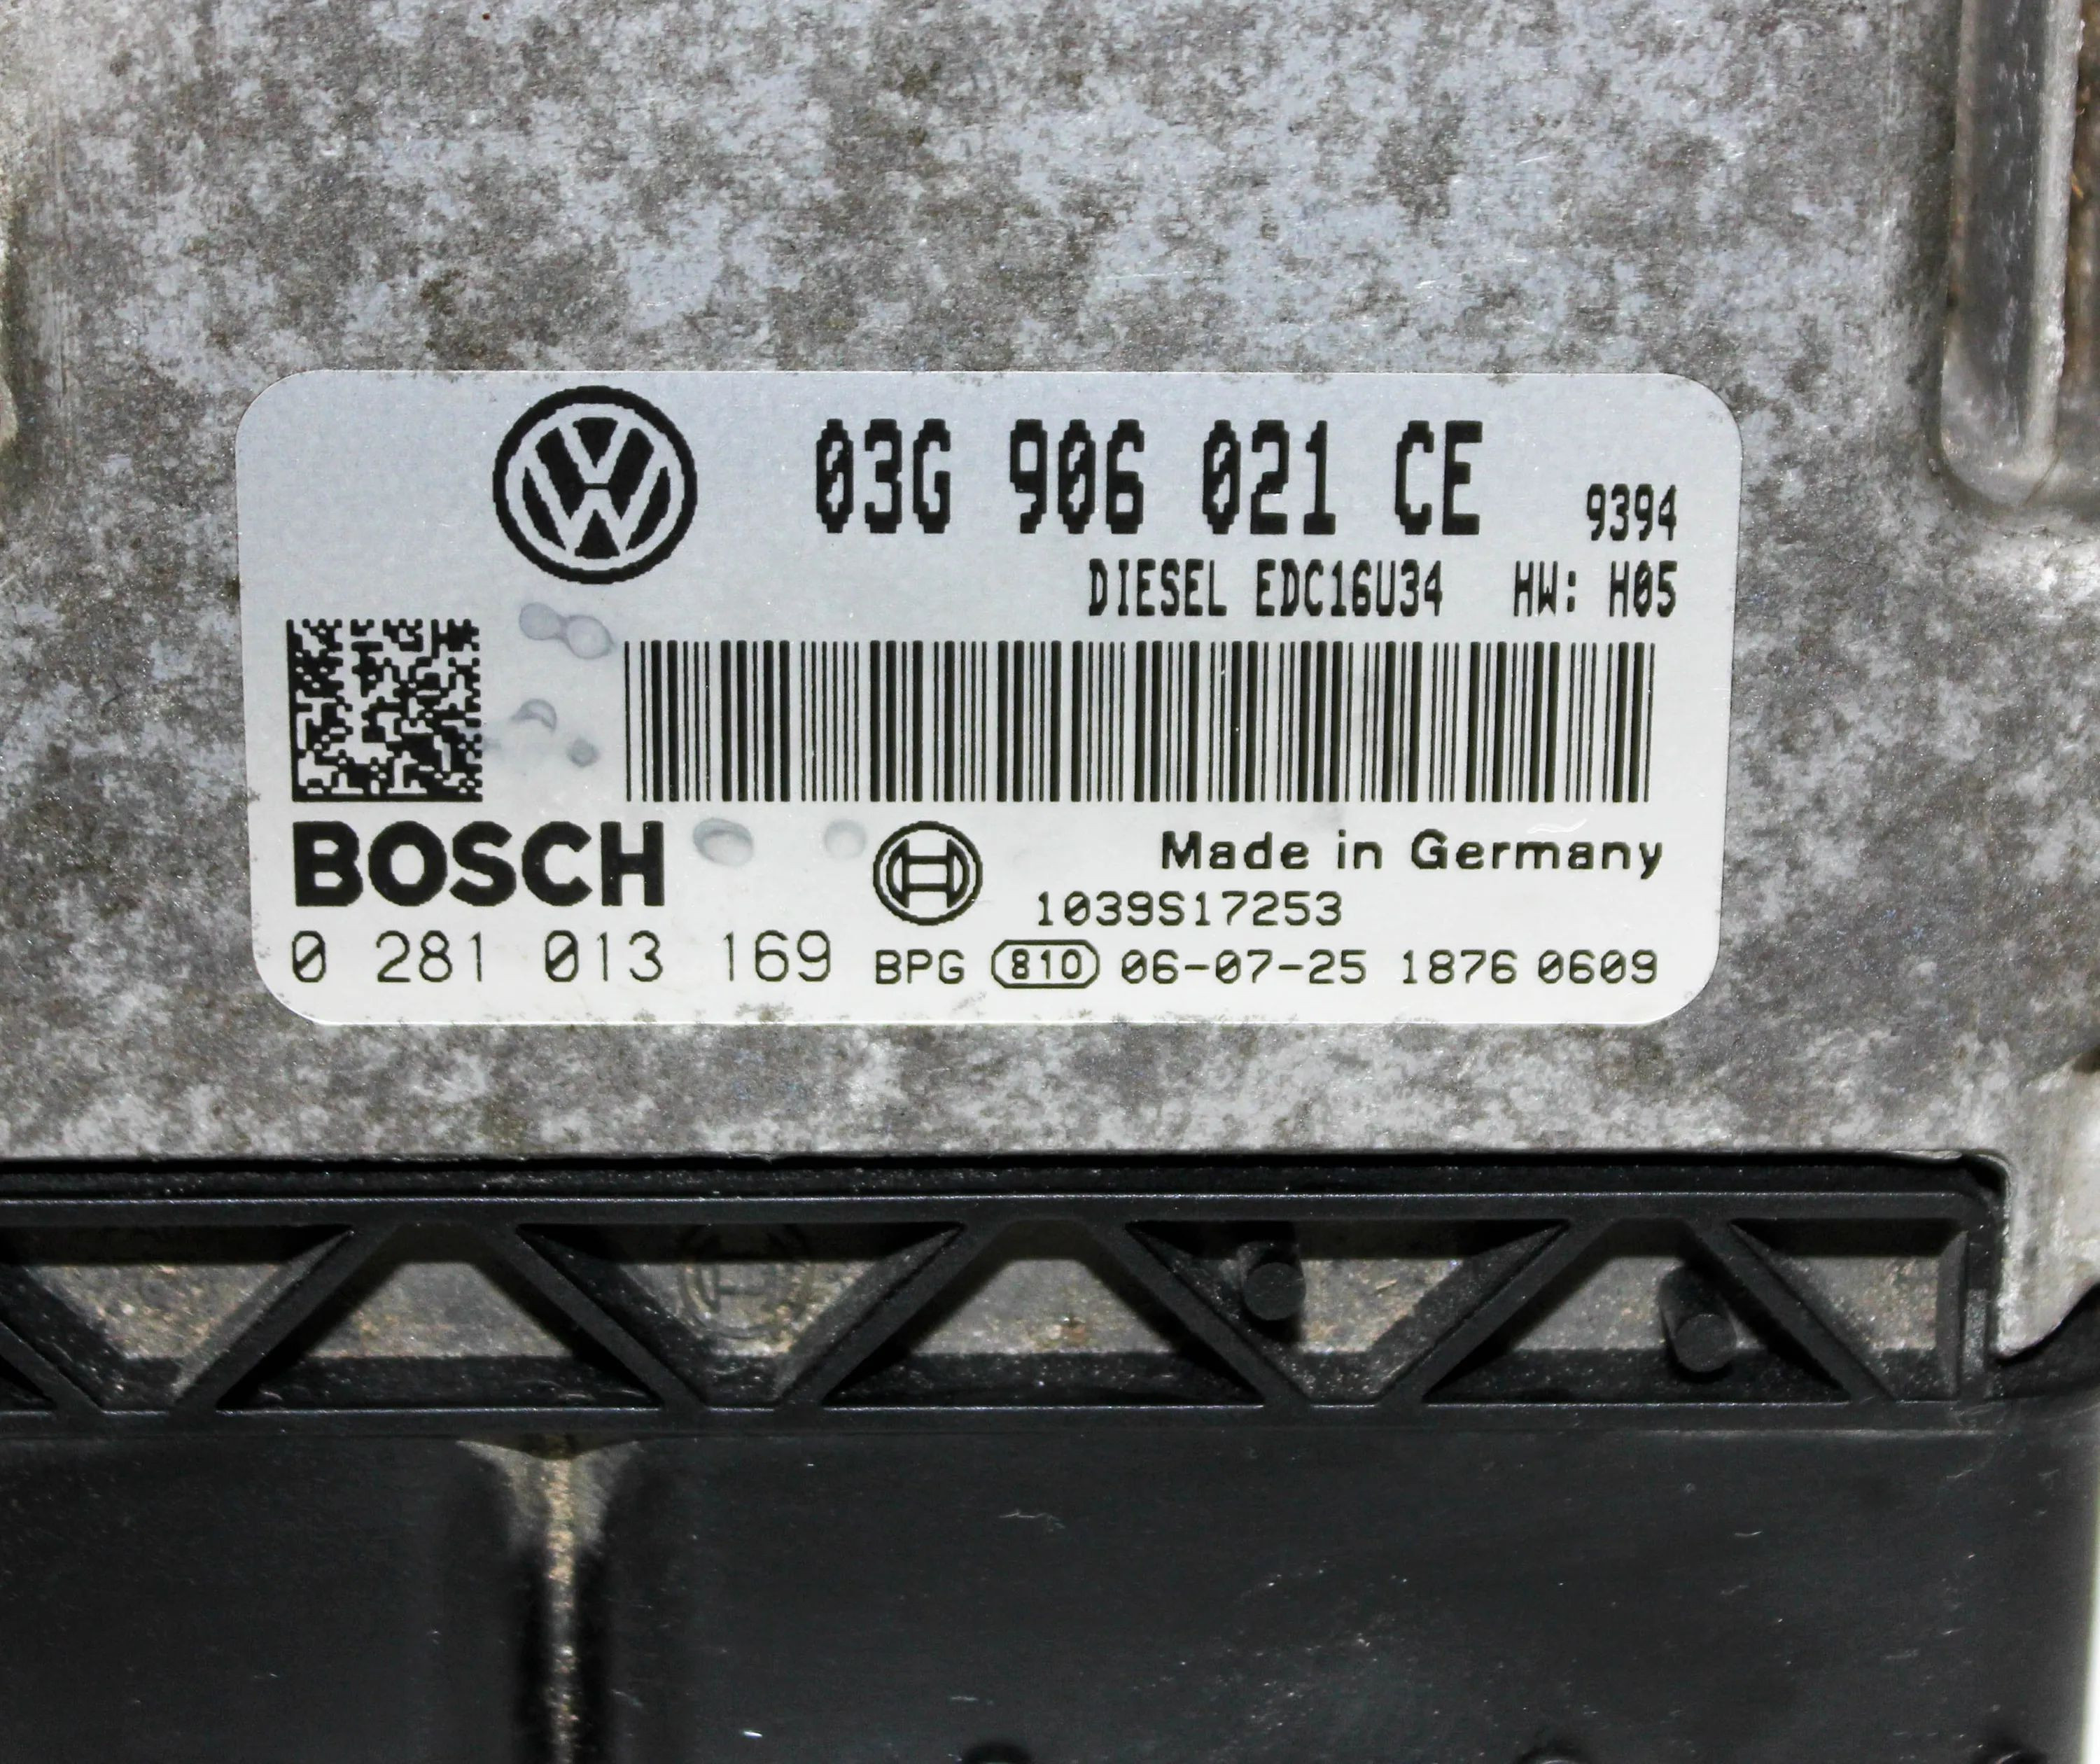 03G 906 021 CE 9394
DIESEL EDC16U34 HW: H05
BOSCH
Made in Germany
1039S17253
0 281 013 169 BPG 810 06-07-25 1876 0609